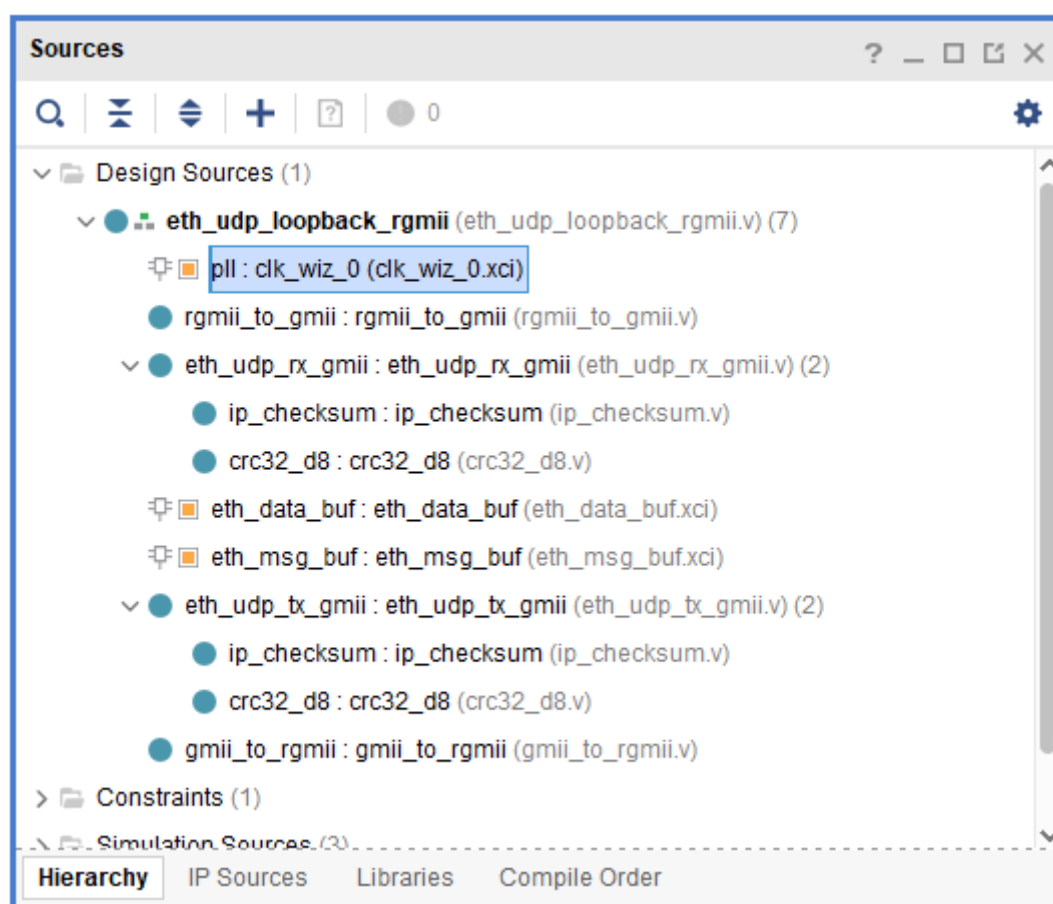 Sources
0
Design Sources (1)
eth_udp_loopback_rgmii (eth_udp_loopback_rgmii.v) (7)
pll : clk_wiz_0 (clk_wiz_0.xci)
rgmii_to_gmii : rgmii_to_gmii (rgmii_to_gmii.v)
eth_udp_rx_gmii : eth_udp_rx_gmii (eth_udp_rx_gmii.v) (2)
ip_checksum : ip_checksum (ip_checksum.v)
crc32_d8 : crc32_d8 (crc32_d8.v)
eth_data_buf : eth_data_buf (eth_data_buf.xci)
eth_msg_buf : eth_msg_buf (eth_msg_buf.xci)
eth_udp_tx_gmii : eth_udp_tx_gmii (eth_udp_tx_gmii.v) (2)
ip_checksum : ip_checksum (ip_checksum.v)
crc32_d8 : crc32_d8 (crc32_d8.v)
gmii_to_rgmii : gmii_to_rgmii (gmii_to_rgmii.v)
Constraints (1)
Simulation Sources (3)
Hierarchy IP Sources Libraries Compile Order